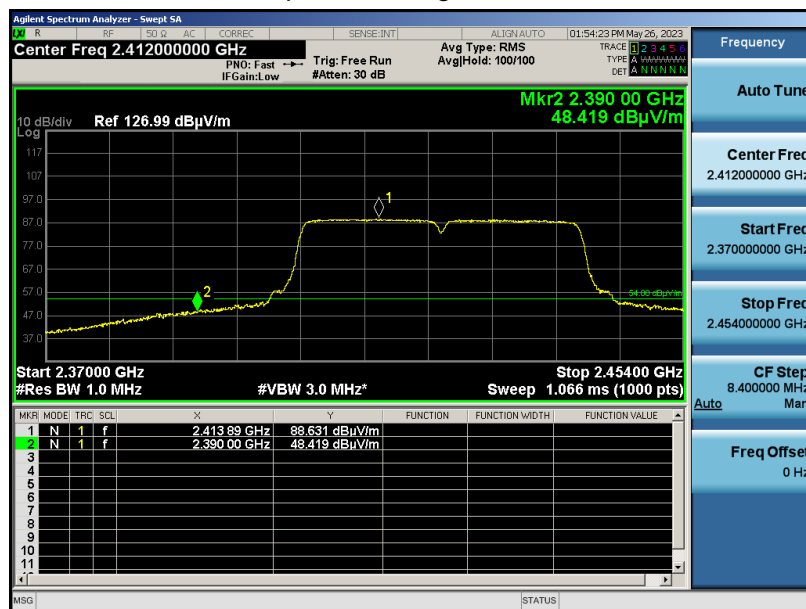 Agilent Spectrum Analyzer - Swept SA
LXI R RF 50 Ω AC CORREC SENSE:INT ALIGN AUTO 01:54:23 PM May 26, 2023
Center Freq 2.412000000 GHz
PNO: Fast
IFGain:Low
Trig: Free Run
#Atten: 30 dB
Avg Type: RMS
Avg|Hold: 100/100
TRACE 1 2 3 4 5 6
TYPE A WWWWW
DET A N N N N N
Mkr2 2.390 00 GHz
48.419 dBµV/m
10 dB/div Ref 126.99 dBµV/m
Log
117
107
97.0
87.0
77.0
67.0
57.0
47.0
37.0
1
2
54.00 dBµV/m
Start 2.37000 GHz Stop 2.45400 GHz
#Res BW 1.0 MHz #VBW 3.0 MHz* Sweep 1.066 ms (1000 pts)
MKR MODE TRC SCL X Y FUNCTION FUNCTION WIDTH FUNCTION VALUE
1 N 1 f 2.413 89 GHz 88.631 dBµV/m
2 N 1 f 2.390 00 GHz 48.419 dBµV/m
3
4
5
6
7
8
9
10
11
MSG STATUS
Frequency
Auto Tune
Center Freq
2.412000000 GHz
Start Freq
2.370000000 GHz
Stop Freq
2.454000000 GHz
CF Step
8.400000 MHz
Auto Man
Freq Offset
0 Hz